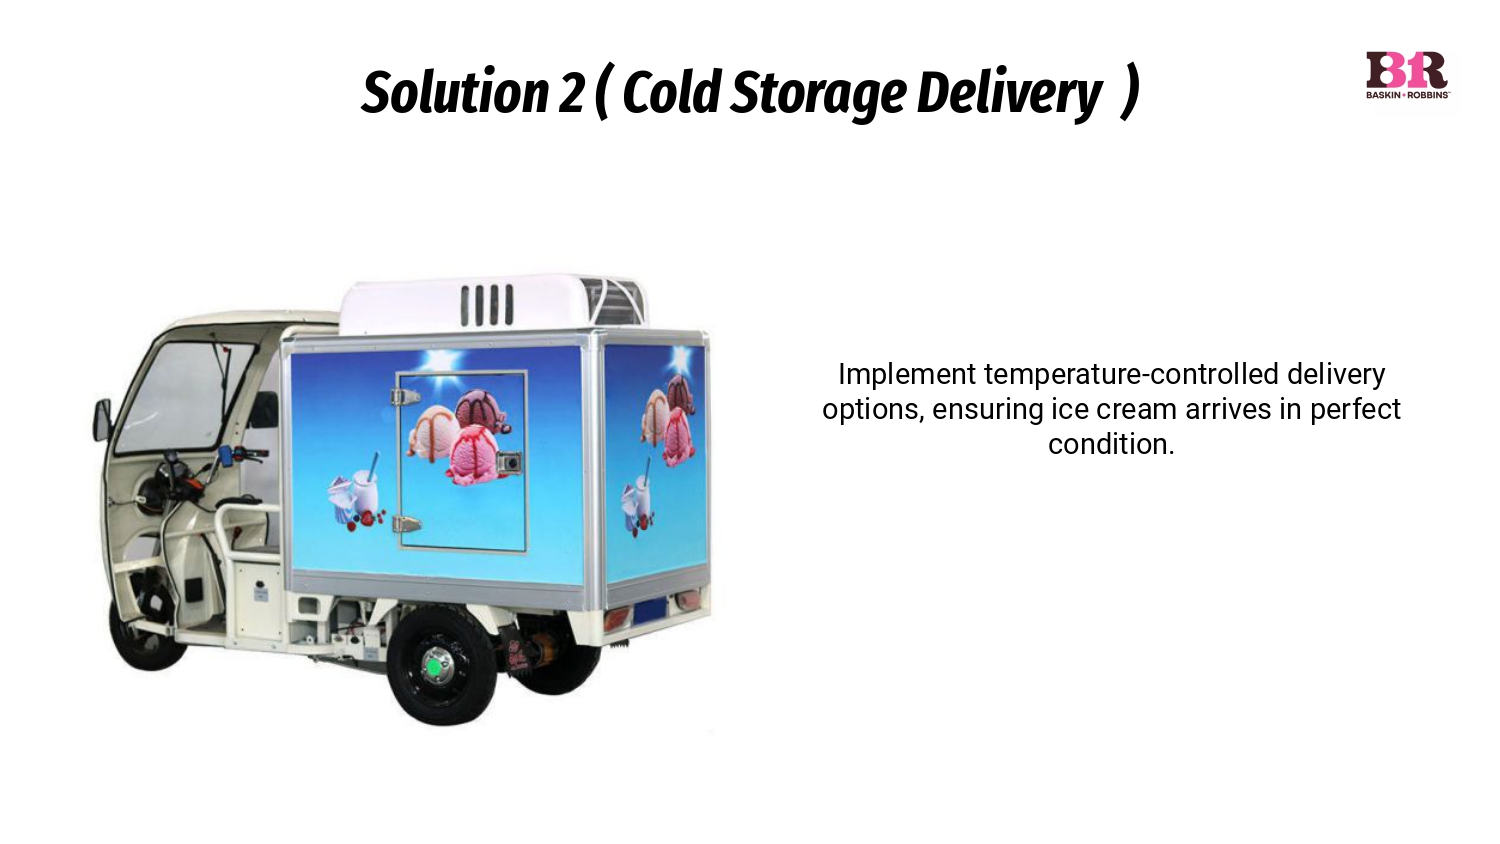 Solution 2 ( Cold Storage Delivery )
BR
BASKIN ROBBINS
Implement temperature-controlled delivery
options, ensuring ice cream arrives in perfect
condition.